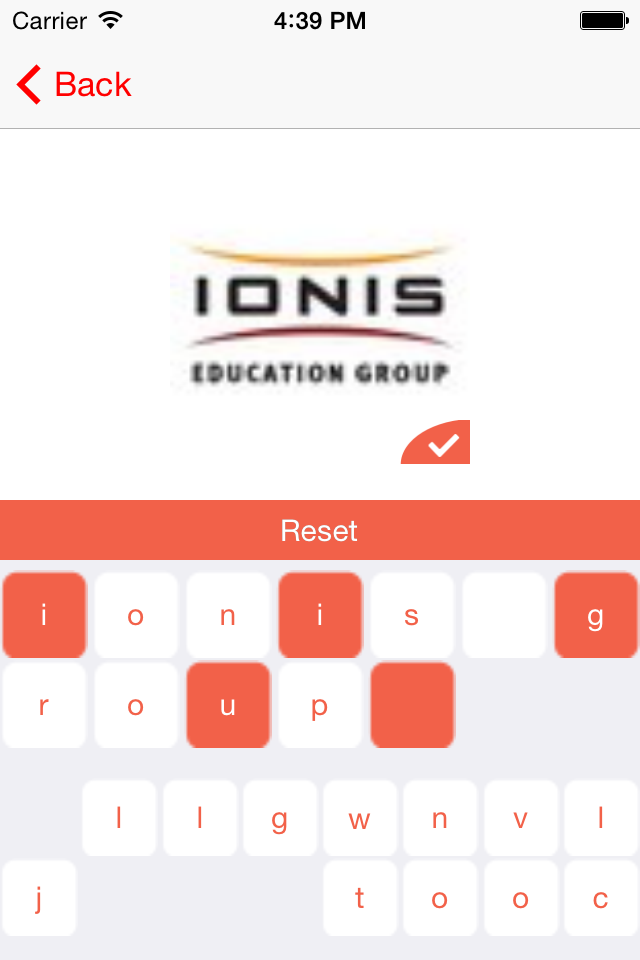 Carrier 4:39 PM
Back
IONIS
EDUCATION GROUP
Reset
i o n i s g
r o u p
l l g w n v l
j t o o c